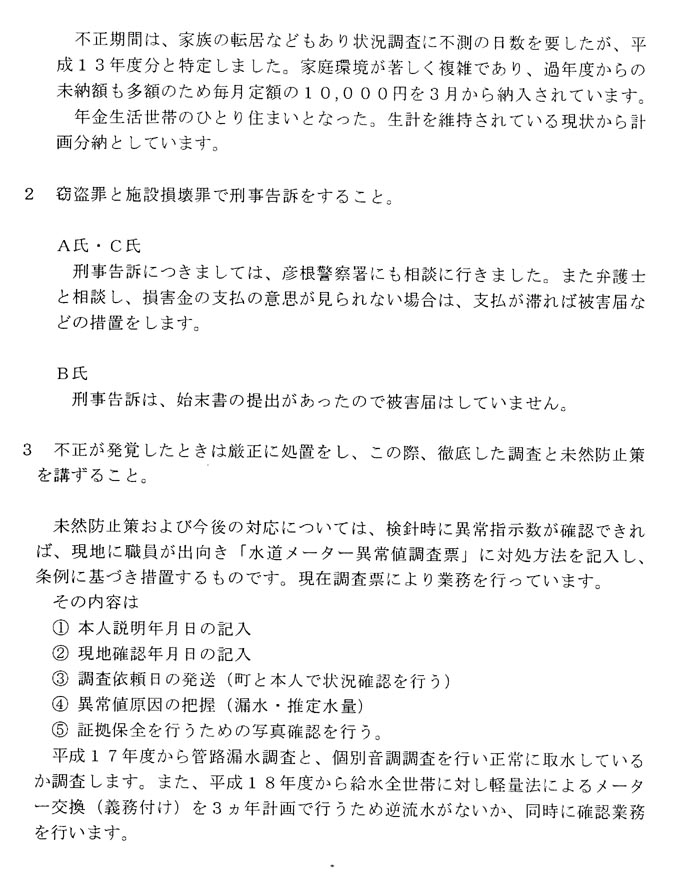 不正期間は、家族の転居などもあり状況調査に不測の日数を要したが、平
成１３年度分と特定しました。家庭環境が著しく複雑であり、過年度からの
未納額も多額のため毎月定額の１０,０００円を３月から納入されています。
年金生活世帯のひとり住まいとなった。生計を維持されている現状から計
画分納としています。
２　窃盗罪と施設損壊罪で刑事告訴をすること。
Ａ氏・Ｃ氏
刑事告訴につきましては、彦根警察署にも相談に行きました。また弁護士
と相談し、損害金の支払の意思が見られない場合は、支払が滞れば被害届な
どの措置をします。
Ｂ氏
刑事告訴は、始末書の提出があったので被害届はしていません。
３　不正が発覚したときは厳正に処置をし、この際、徹底した調査と未然防止策
を講ずること。
未然防止策および今後の対応については、検針時に異常指示数が確認できれ
ば、現地に職員が出向き「水道メーター異常値調査票」に対処方法を記入し、
条例に基づき措置するものです。現在調査票により業務を行っています。
その内容は
① 本人説明年月日の記入
② 現地確認年月日の記入
③ 調査依頼日の発送（町と本人で状況確認を行う）
④ 異常値原因の把握（漏水・推定水量）
⑤ 証拠保全を行うための写真確認を行う。
平成１７年度から管路漏水調査と、個別音調調査を行い正常に取水している
か調査します。また、平成１８年度から給水全世帯に対し軽量法によるメータ
ー交換（義務付け）を３ヵ年計画で行うため逆流水がないか、同時に確認業務
を行います。